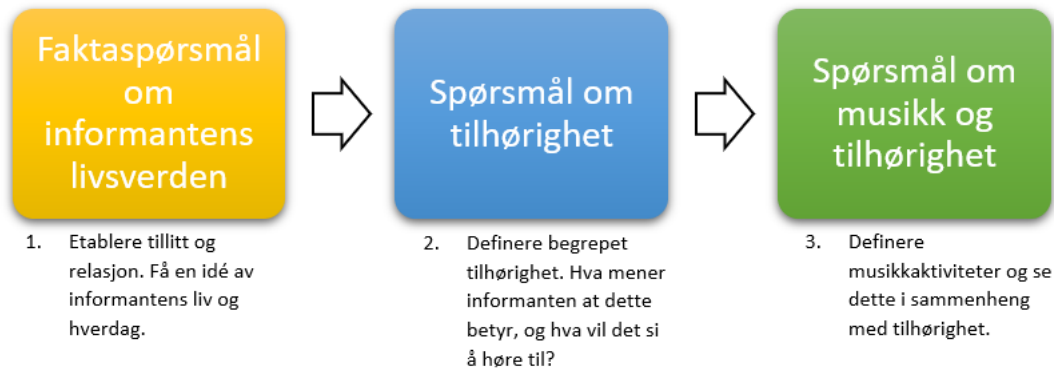 Faktaspørsmål
om
informantens
livsverden
Spørsmål om
tilhørighet
Spørsmål om
musikk og
tilhørighet
1. Etablere tillitt og
relasjon. Få en idé av
informantens liv og
hverdag.
2. Definere begrepet
tilhørighet. Hva mener
informanten at dette
betyr, og hva vil det si
å høre til?
3. Definere
musikkaktiviteter og se
dette i sammenheng
med tilhørighet.